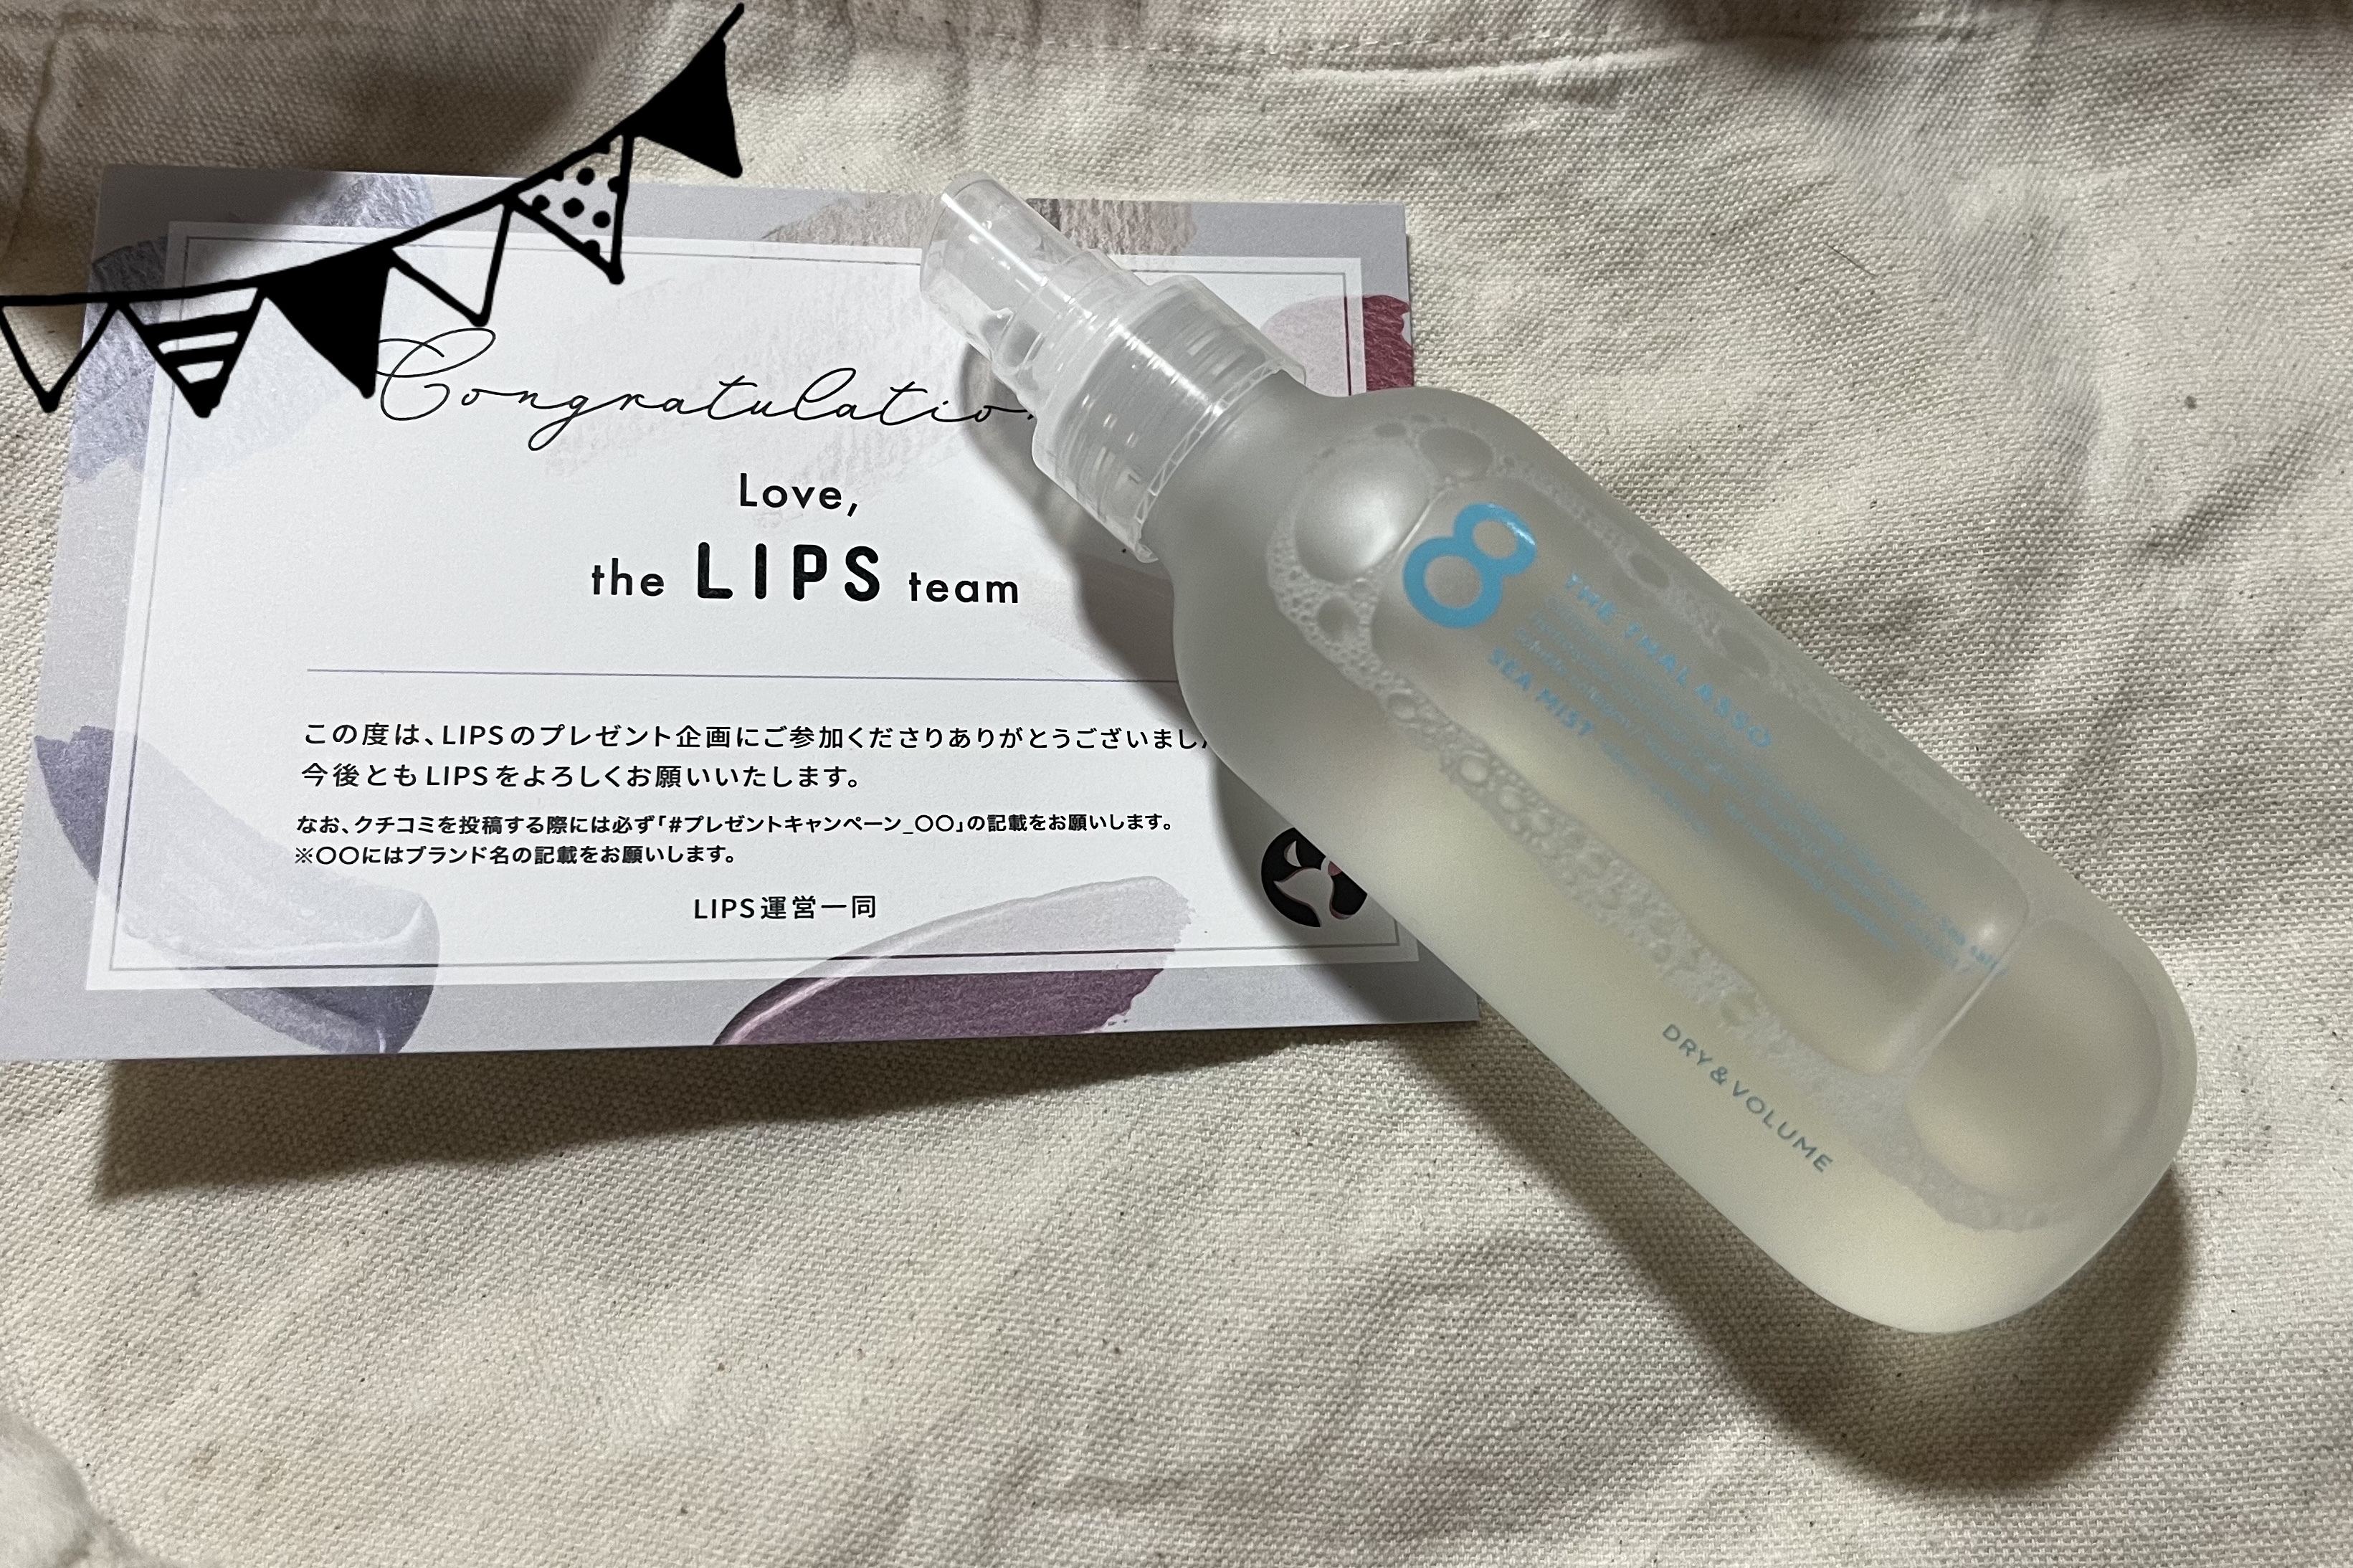 Congratulatio
Love,
the LIPS team
この度は、LIPSのプレゼント企画にご参加くださりありがとうございまし
今後ともLIPSをよろしくお願いいたします。
なお、クチコミを投稿する際には必ず「#プレゼントキャンペーン_〇〇」の記載をお願いします。
※〇〇にはブランド名の記載をお願いします。
LIPS運営一同
8
THE THALASSO
SEA MIST
DRY&VOLUME